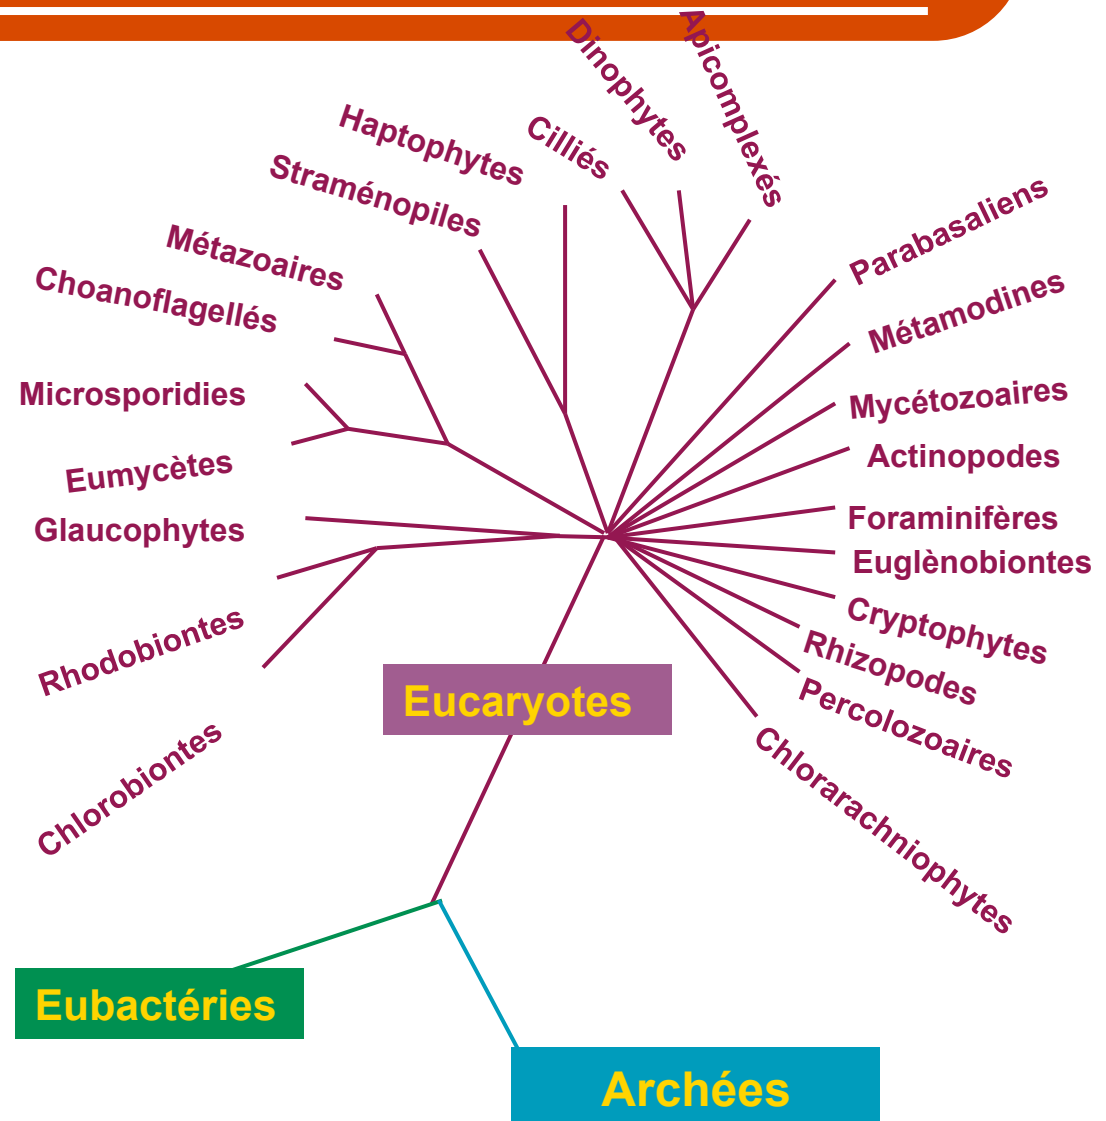 Apicomplexés
Dinophytes
Cilliés
Haptophytes
Straménopiles
Métazoaires
Choanoflagellés
Microsporidies
Eumycètes
Glaucophytes
Rhodobiontes
Chlorobiontes
Parabasaliens
Métamodines
Mycétozoaires
Actinopodes
Foraminifères
Euglènobiontes
Cryptophytes
Rhizopodes
Percolozoaires
Chlorarachniophytes
Eucaryotes
Eubactéries
Archées